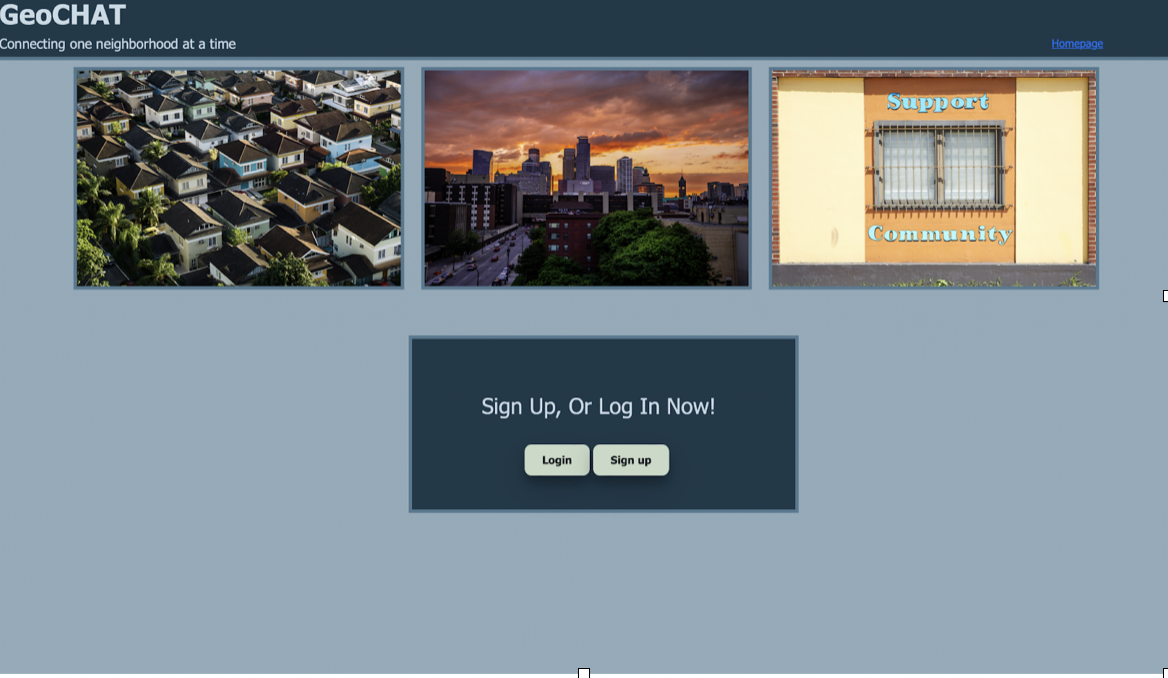 GeoCHAT
Connecting one neighborhood at a time
Homepage
Support
Community
Sign Up, Or Log In Now!
Login
Sign up